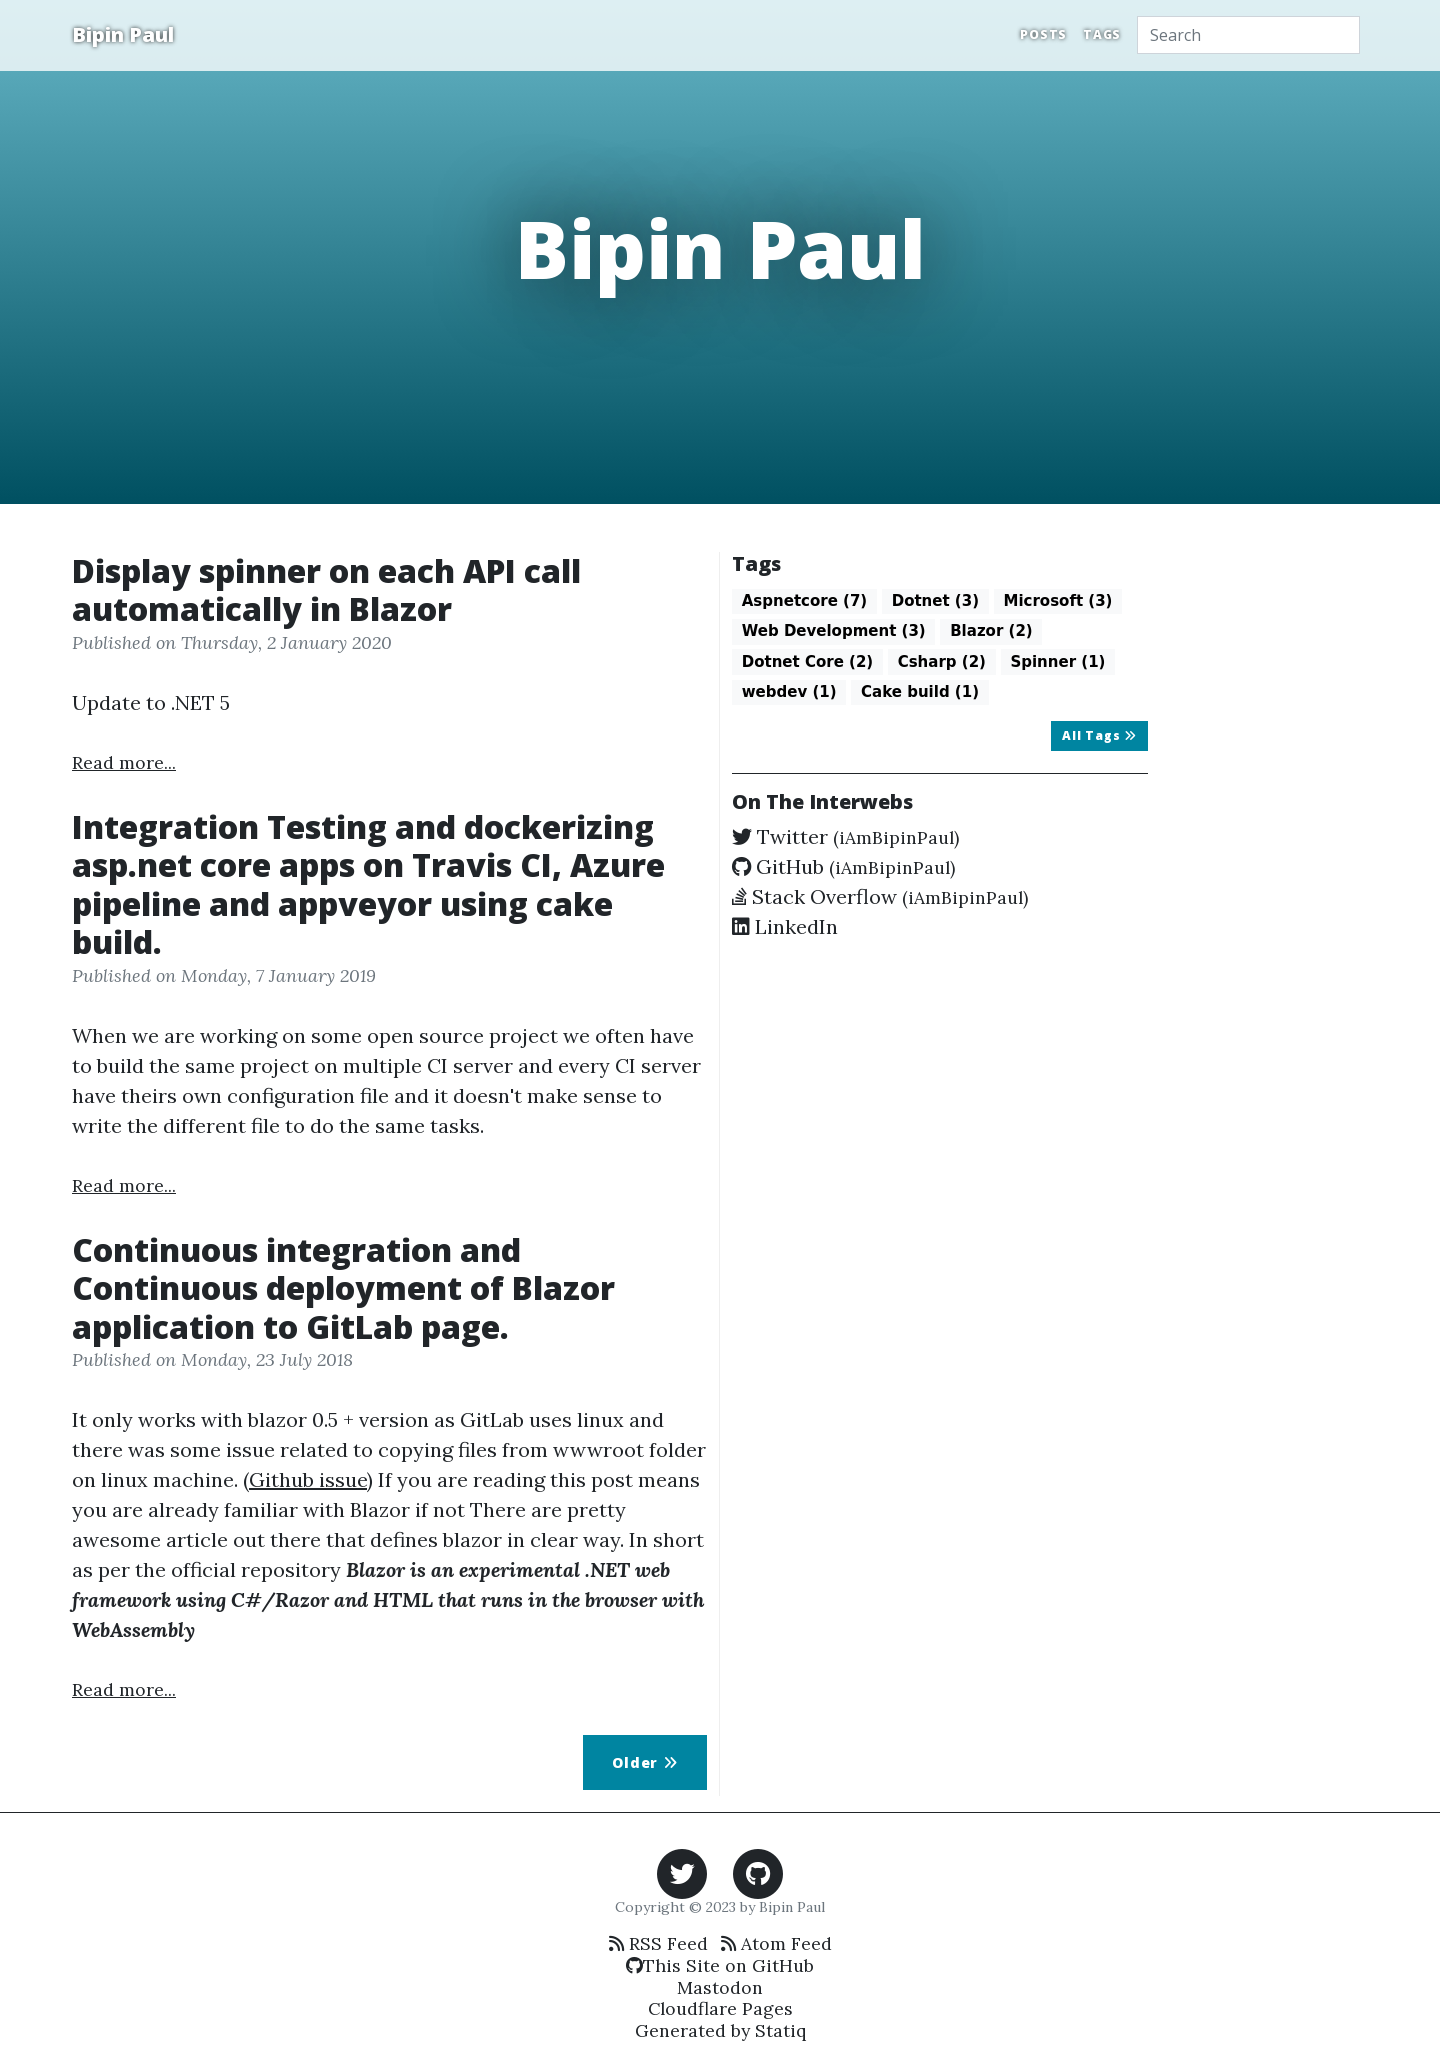 Bipin Paul
POSTS TAGS Search
Bipin Paul
Display spinner on each API call
automatically in Blazor
Published on Thursday, 2 January 2020
Update to .NET 5
Read more...
Integration Testing and dockerizing
asp.net core apps on Travis CI, Azure
pipeline and appveyor using cake
build.
Published on Monday, 7 January 2019
When we are working on some open source project we often have
to build the same project on multiple CI server and every CI server
have theirs own configuration file and it doesn't make sense to
write the different file to do the same tasks.
Read more...
Continuous integration and
Continuous deployment of Blazor
application to GitLab page.
Published on Monday, 23 July 2018
It only works with blazor 0.5 + version as GitLab uses linux and
there was some issue related to copying files from wwwroot folder
on linux machine. (Github issue) If you are reading this post means
you are already familiar with Blazor if not There are pretty
awesome article out there that defines blazor in clear way. In short
as per the official repository Blazor is an experimental .NET web
framework using C#/Razor and HTML that runs in the browser with
WebAssembly
Read more...
Older
Tags
Aspnetcore (7) Dotnet (3) Microsoft (3)
Web Development (3) Blazor (2)
Dotnet Core (2) Csharp (2) Spinner (1)
webdev (1) Cake build (1)
All Tags
On The Interwebs
Twitter (iAmBipinPaul)
GitHub (iAmBipinPaul)
Stack Overflow (iAmBipinPaul)
LinkedIn
Copyright © 2023 by Bipin Paul
RSS Feed Atom Feed
This Site on GitHub
Mastodon
Cloudflare Pages
Generated by Statiq